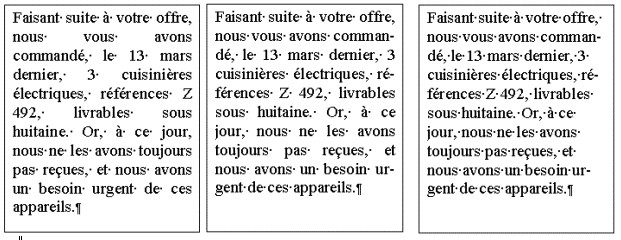 Faisant suite à votre offre,
nous vous avons
commandé, le 13 mars
dernier, 3 cuisinières
électriques, références Z
492, livrables sous
huitaine. Or, à ce jour,
nous ne les avons toujours
pas reçues, et nous avons
un besoin urgent de ces
appareils.¶
Faisant suite à votre offre,
nous vous avons comman-
dé, le 13 mars dernier, 3
cuisinières électriques, ré-
férences Z 492, livrables
sous huitaine. Or, à ce
jour, nous ne les avons
toujours pas reçues, et
nous avons un besoin ur-
gent de ces appareils.¶
Faisant suite à votre offre,
nous vous avons comman-
dé, le 13 mars dernier, 3
cuisinières électriques, ré-
férences Z 492, livrables
sous huitaine. Or, à ce
jour, nous ne les avons
toujours pas reçues, et
nous avons un besoin ur-
gent de ces appareils.¶